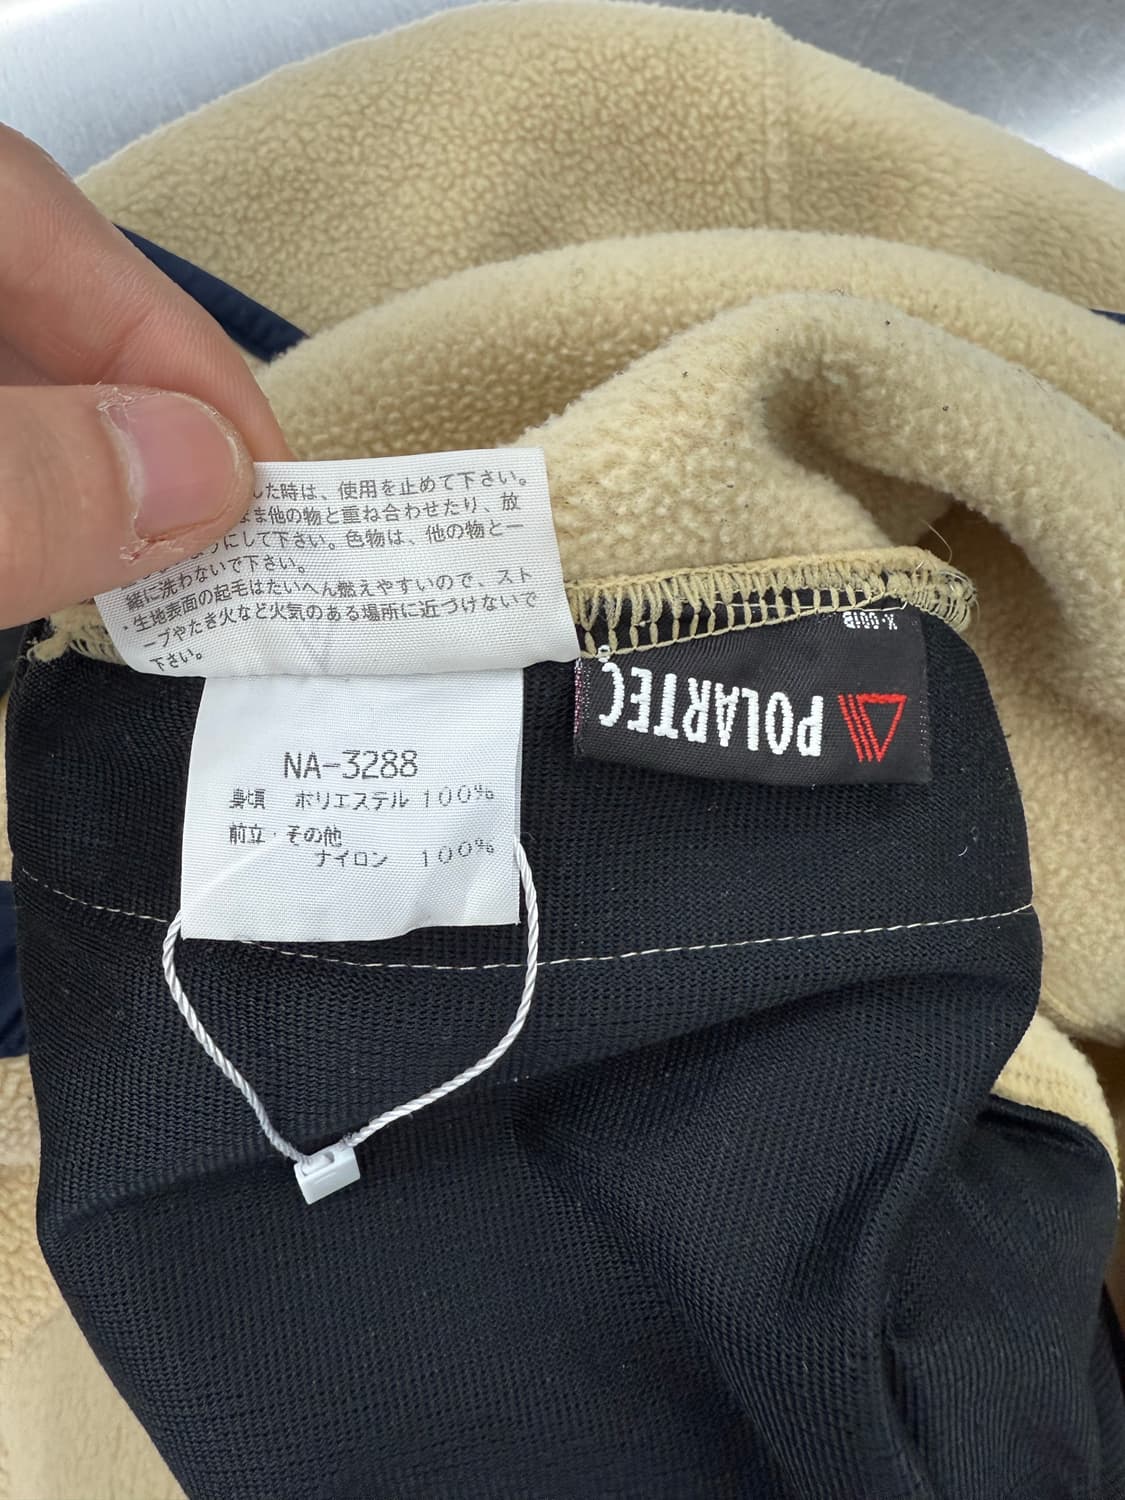 した時は、使用を止めて下さい。
まま他の物と重ね合わせたり、放
ようにして下さい。色物は、他の物と一
緒に洗わないで下さい。
・生地表面の起毛はたいへん燃えやすいので、スト
ーブやたき火など火気のある場所に近づけないで
下さい。
NA-3288
身頃 ポリエステル 100%
前立・その他
ナイロン 100%
POLARTEC
X-001B